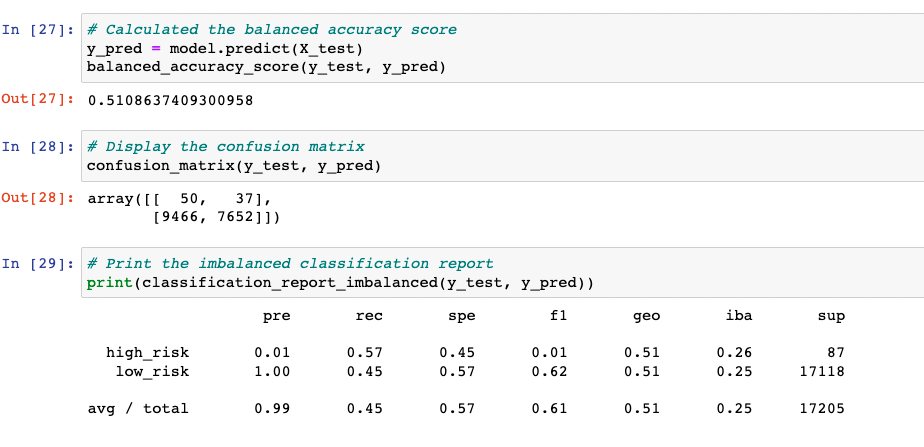 In [27]: # Calculated the balanced accuracy score
y_pred = model.predict(X_test)
balanced_accuracy_score(y_test, y_pred)
Out[27]: 0.5108637409300958
In [28]: # Display the confusion matrix
confusion_matrix(y_test, y_pred)
Out[28]: array([[  50,   37],
       [9466, 7652]])
In [29]: # Print the imbalanced classification report
print(classification_report_imbalanced(y_test, y_pred))
pre rec spe f1 geo iba sup
high_risk 0.01 0.57 0.45 0.01 0.51 0.26 87
low_risk 1.00 0.45 0.57 0.62 0.51 0.25 17118
avg / total 0.99 0.45 0.57 0.61 0.51 0.25 17205